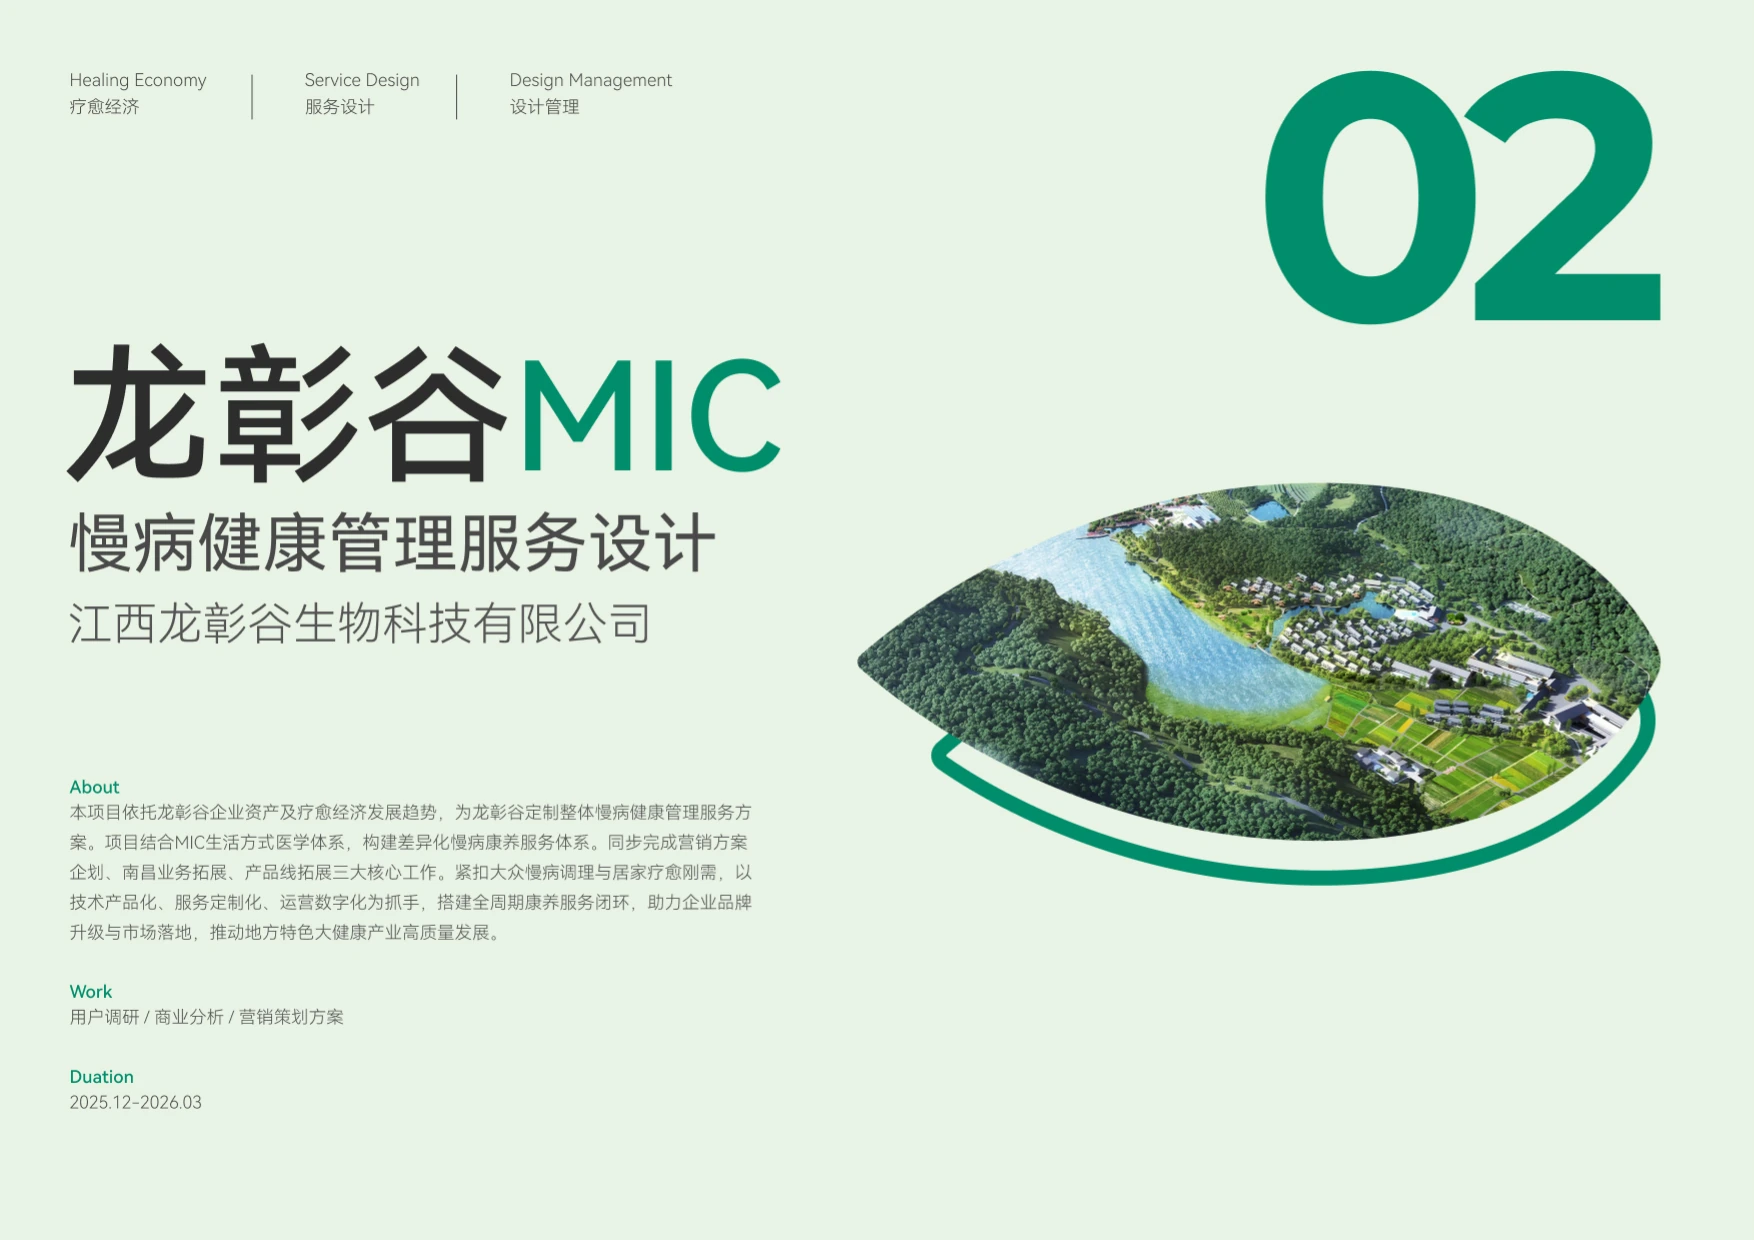 Healing Economy
疗愈经济
Service Design
服务设计
Design Management
设计管理
02
龙彰谷MIC
慢病健康管理服务设计
江西龙彰谷生物科技有限公司
About
本项目依托龙彰谷企业资产及疗愈经济发展趋势，为龙彰谷定制整体慢病健康管理服务方
案。项目结合MIC生活方式医学体系，构建差异化慢病康养服务体系。同步完成营销方案
企划、南昌业务拓展、产品线拓展三大核心工作。紧扣大众慢病调理与居家疗愈刚需，以
技术产品化、服务定制化、运营数字化为抓手，搭建全周期康养服务闭环，助力企业品牌
升级与市场落地，推动地方特色大健康产业高质量发展。
Work
用户调研 / 商业分析 / 营销策划方案
Duation
2025.12-2026.03